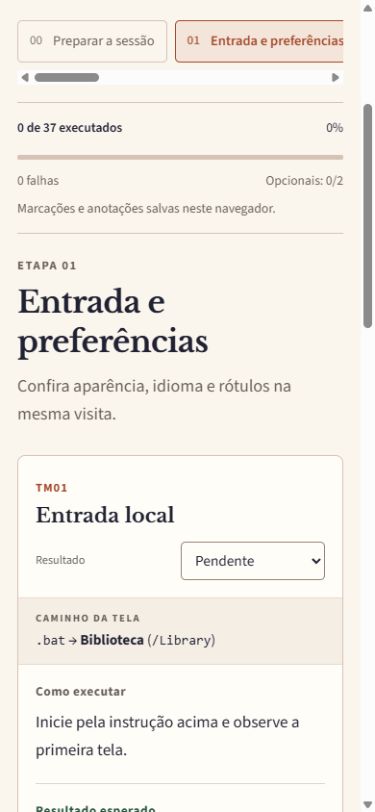 00 Preparar a sessão
01 Entrada e preferências
0 de 37 executados 0%
0 falhas Opcionais: 0/2
Marcações e anotações salvas neste navegador.
ETAPA 01
Entrada e
preferências
Confira aparência, idioma e rótulos na
mesma visita.
TM01
Entrada local
Resultado Pendente
CAMINHO DA TELA
.bat → Biblioteca (/Library)
Como executar
Inicie pela instrução acima e observe a
primeira tela.
Resultado esperado